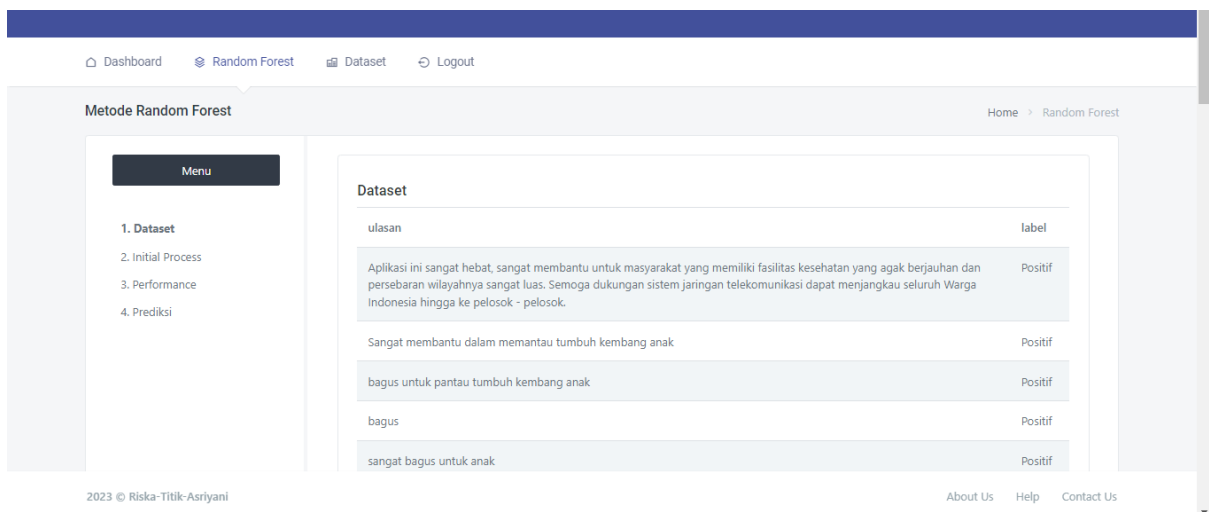 Dashboard Random Forest Dataset Logout
Metode Random Forest Home > Random Forest
Menu
1. Dataset
2. Initial Process
3. Performance
4. Prediksi
Dataset
ulasan label
Aplikasi ini sangat hebat, sangat membantu untuk masyarakat yang memiliki fasilitas kesehatan yang agak berjauhan dan Positif
persebaran wilayahnya sangat luas. Semoga dukungan sistem jaringan telekomunikasi dapat menjangkau seluruh Warga
Indonesia hingga ke pelosok - pelosok.
Sangat membantu dalam memantau tumbuh kembang anak Positif
bagus untuk pantau tumbuh kembang anak Positif
bagus Positif
sangat bagus untuk anak Positif
2023 © Riska-Titik-Asriyani About Us Help Contact Us